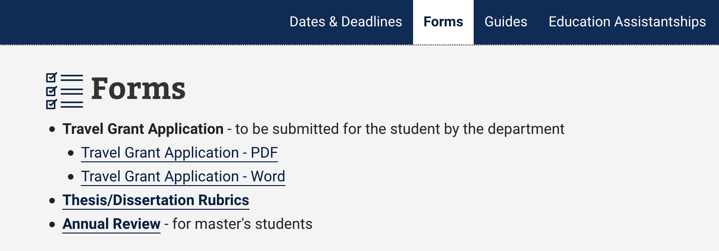 Dates & Deadlines Forms Guides Education Assistantships
Forms
Travel Grant Application - to be submitted for the student by the department
Travel Grant Application - PDF
Travel Grant Application - Word
Thesis/Dissertation Rubrics
Annual Review - for master's students